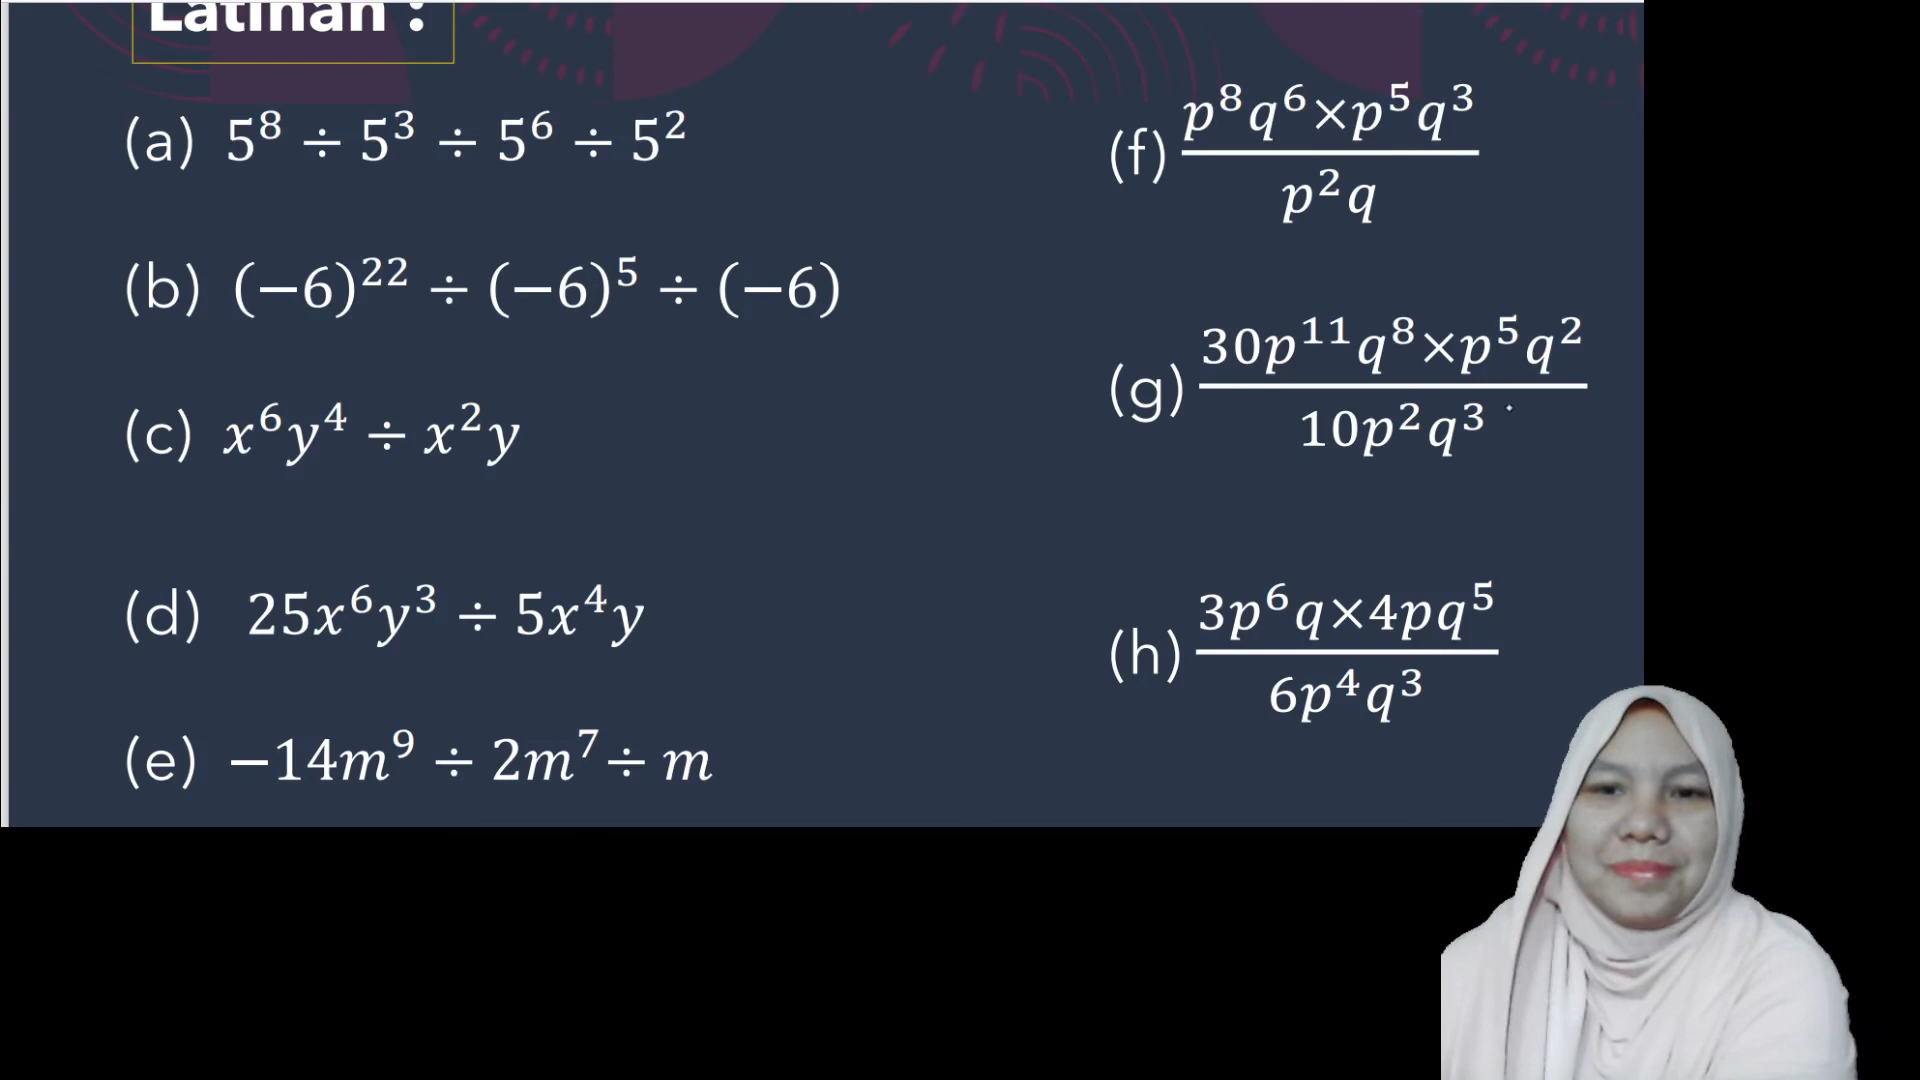 Latihan :
(a) 5⁸ ÷ 5³ ÷ 5⁶ ÷ 5²
(b) (−6)²² ÷ (−6)⁵ ÷ (−6)
(c) x⁶y⁴ ÷ x²y
(d) 25x⁶y³ ÷ 5x⁴y
(e) −14m⁹ ÷ 2m⁷ ÷ m
(f) p⁸q⁶×p⁵q³
p²q
(g) 30p¹¹q⁸×p⁵q²
10p²q³
(h) 3p⁶q×4pq⁵
6p⁴q³